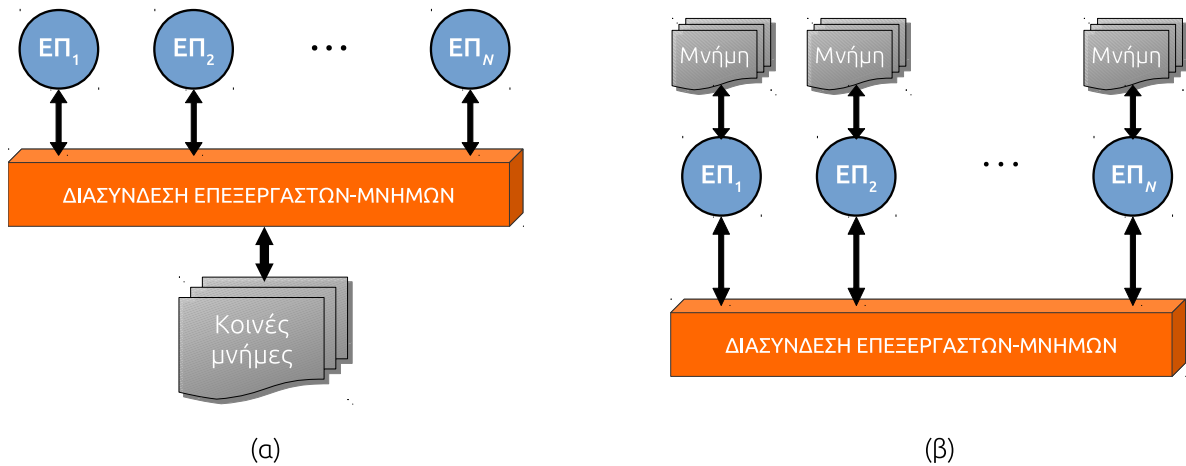 ΕΠ1 ΕΠ2 ... ΕΠN
ΔΙΑΣΥΝΔΕΣΗ ΕΠΕΞΕΡΓΑΣΤΩΝ-ΜΝΗΜΩΝ
Κοινές
μνήμες
(α)
Μνήμη Μνήμη Μνήμη
ΕΠ1 ΕΠ2 ... ΕΠN
ΔΙΑΣΥΝΔΕΣΗ ΕΠΕΞΕΡΓΑΣΤΩΝ-ΜΝΗΜΩΝ
(β)